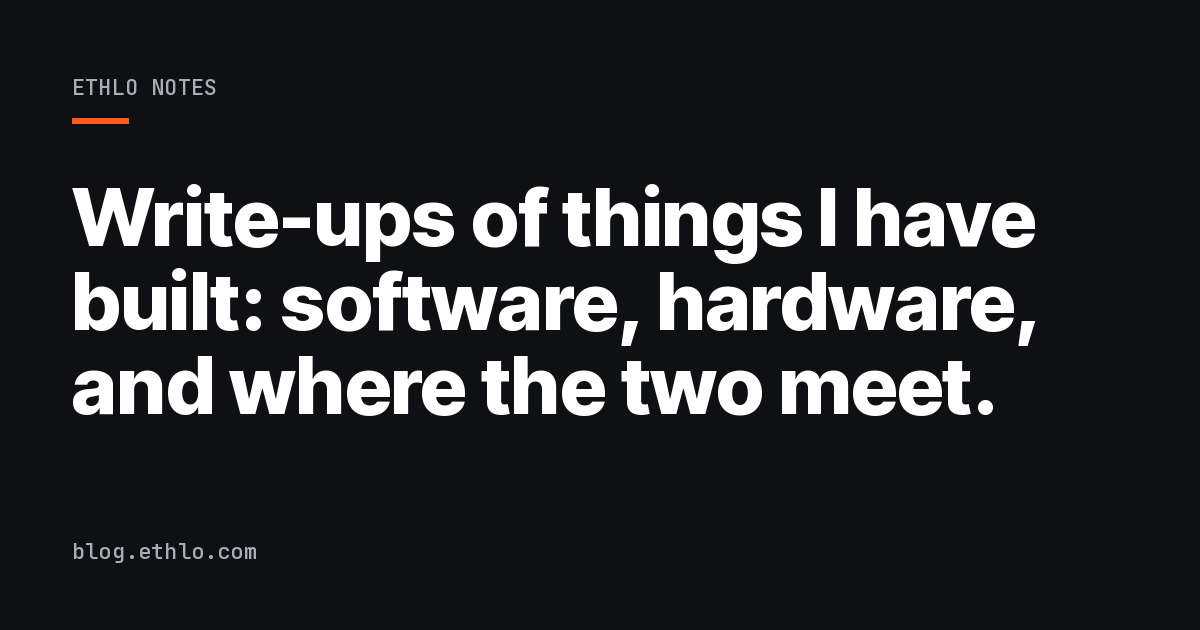 ETHLO NOTES
Write-ups of things I have
built: software, hardware,
and where the two meet.
blog.ethlo.com